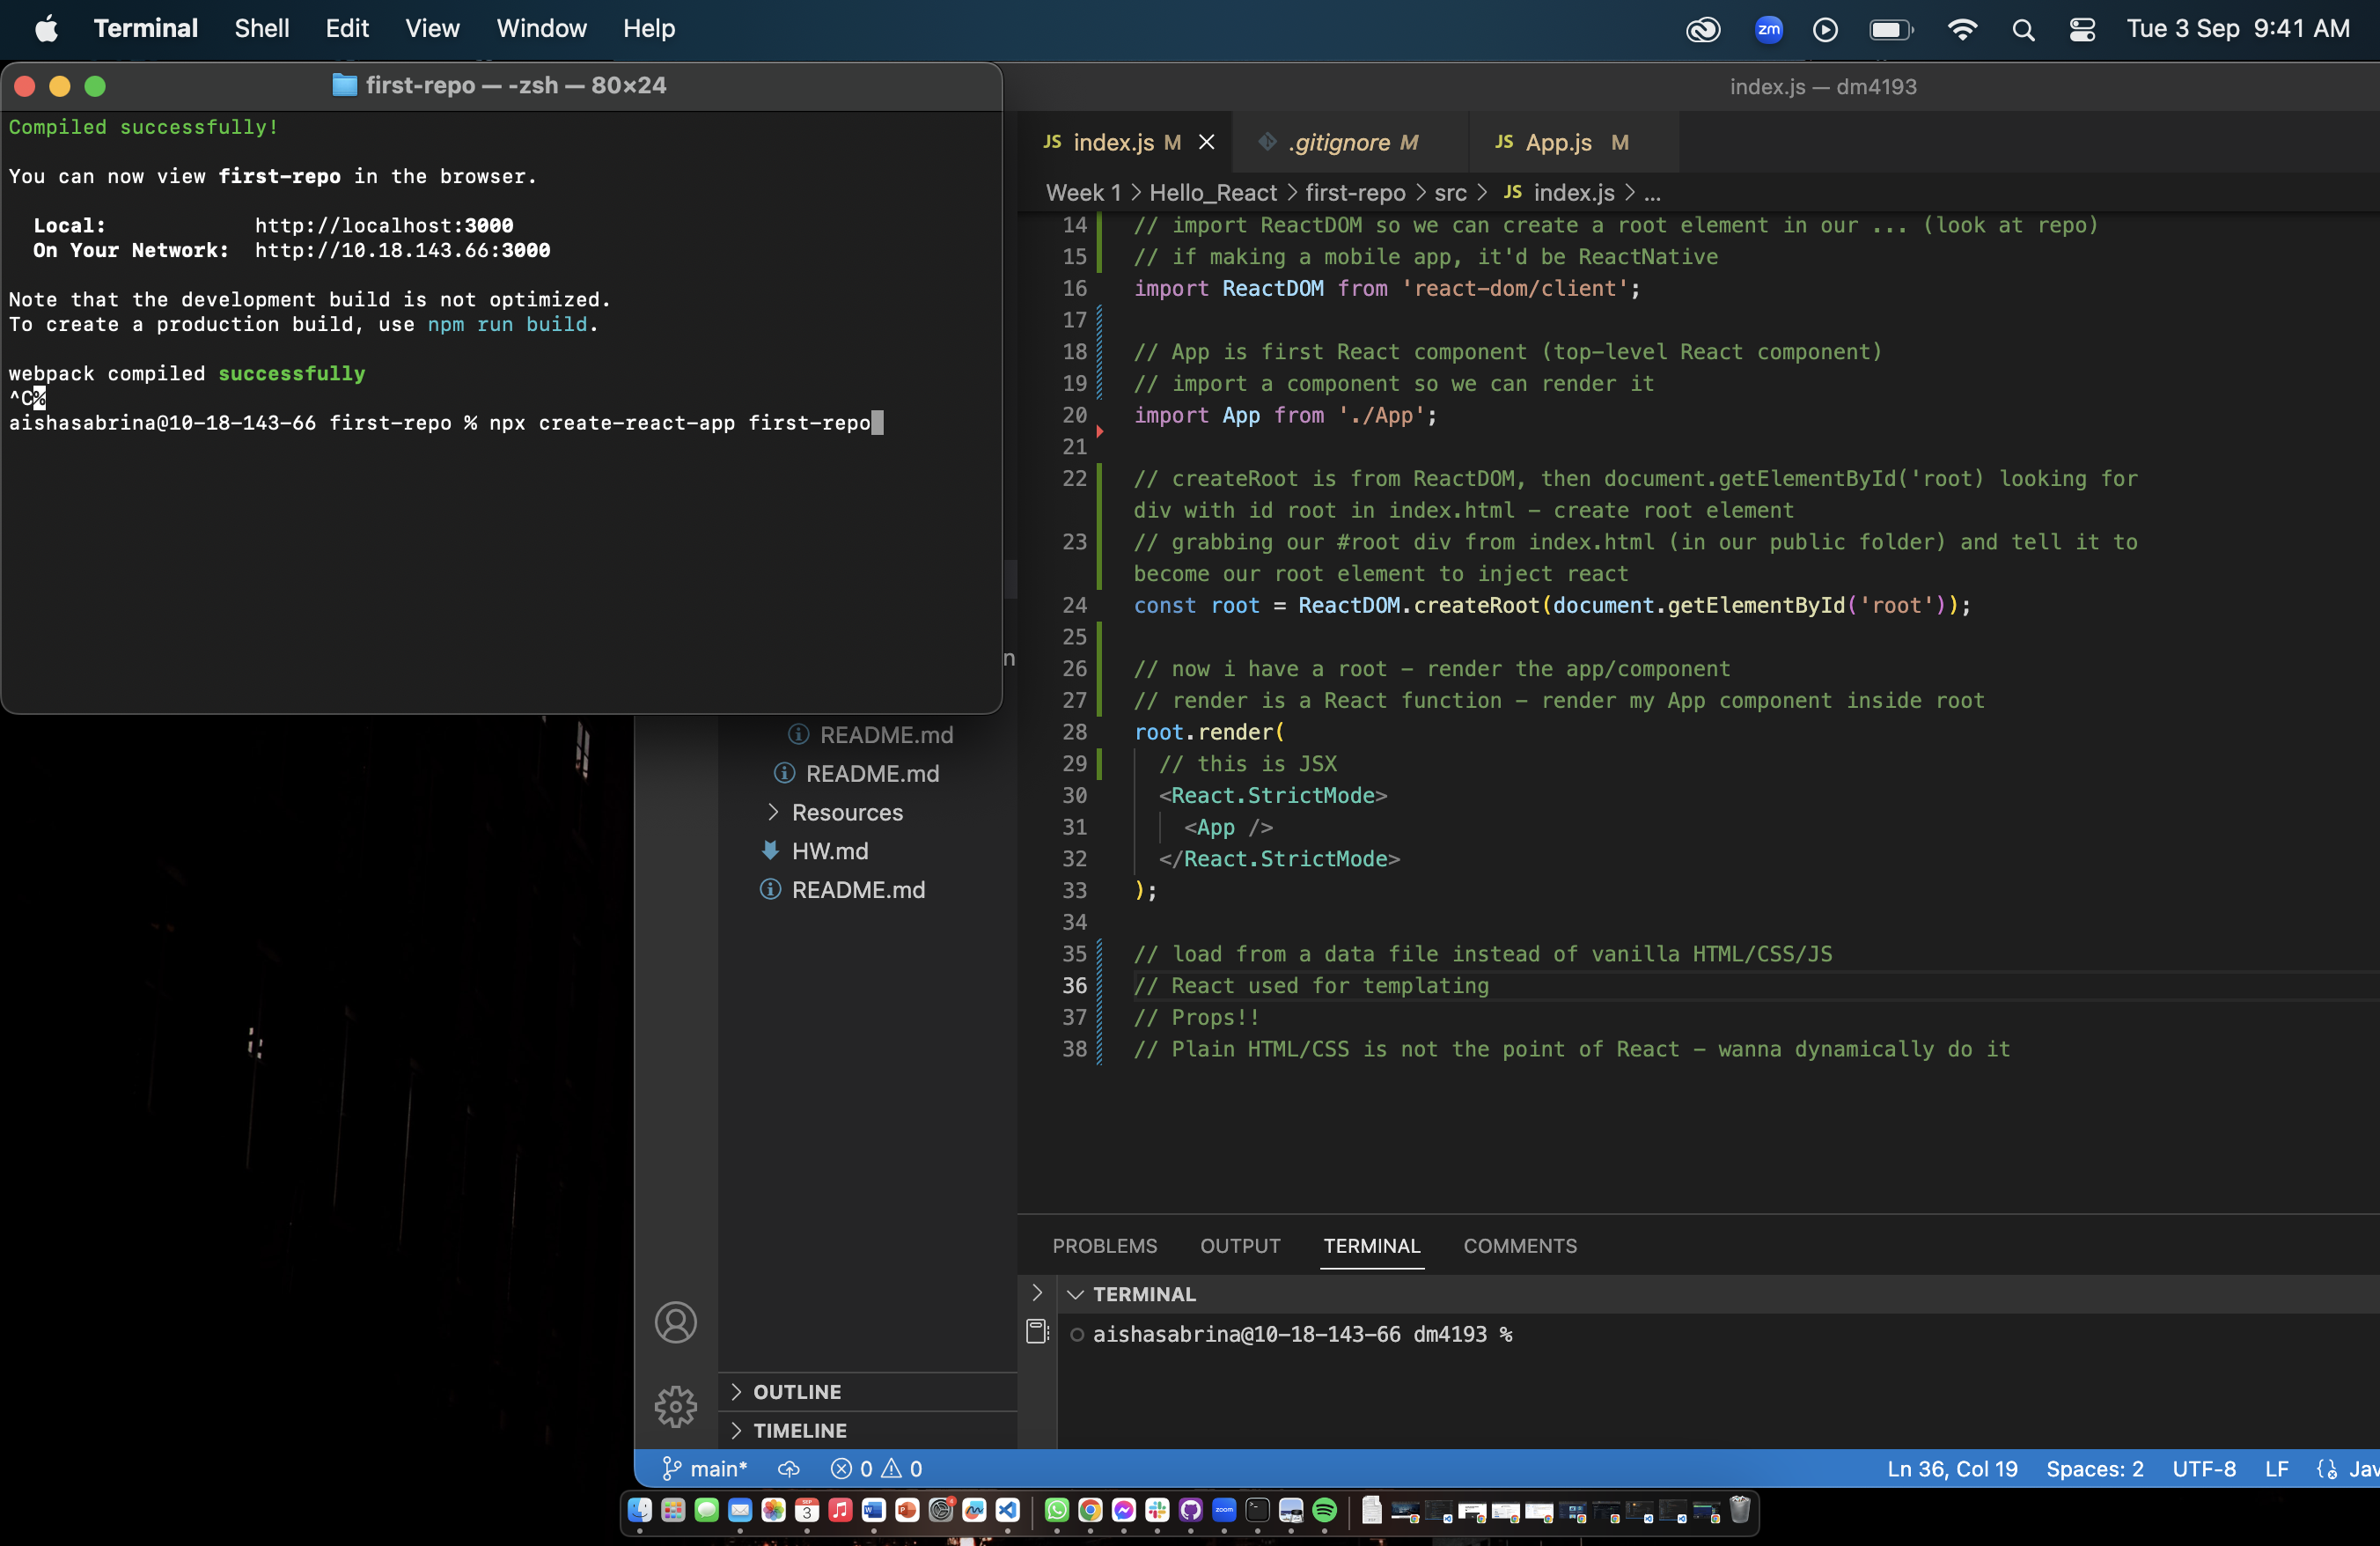 Terminal Shell Edit View Window Help
zm
Tue 3 Sep 9:41 AM
first-repo — -zsh — 80×24
Compiled successfully!
You can now view first-repo in the browser.
Local: http://localhost:3000
On Your Network: http://10.18.143.66:3000
Note that the development build is not optimized.
To create a production build, use npm run build.
webpack compiled successfully
^C%
aishasabrina@10-18-143-66 first-repo % npx create-react-app first-repo
index.js — dm4193
JS index.js M
.gitignore M
JS App.js M
Week 1 > Hello_React > first-repo > src > JS index.js > ...
14 // import ReactDOM so we can create a root element in our ... (look at repo)
15 // if making a mobile app, it'd be ReactNative
16 import ReactDOM from 'react-dom/client';
17
18 // App is first React component (top-level React component)
19 // import a component so we can render it
20 import App from './App';
21
22 // createRoot is from ReactDOM, then document.getElementById('root) looking for
div with id root in index.html - create root element
23 // grabbing our #root div from index.html (in our public folder) and tell it to
become our root element to inject react
24 const root = ReactDOM.createRoot(document.getElementById('root'));
25
26 // now i have a root - render the app/component
27 // render is a React function - render my App component inside root
28 root.render(
29 // this is JSX
30 <React.StrictMode>
31 <App />
32 </React.StrictMode>
33 );
34
35 // load from a data file instead of vanilla HTML/CSS/JS
36 // React used for templating
37 // Props!!
38 // Plain HTML/CSS is not the point of React - wanna dynamically do it
n
README.md
README.md
Resources
HW.md
README.md
OUTLINE
TIMELINE
PROBLEMS OUTPUT TERMINAL COMMENTS
TERMINAL
aishasabrina@10-18-143-66 dm4193 %
main* 0 0
Ln 36, Col 19 Spaces: 2 UTF-8 LF Jav
SEP
3
zoom